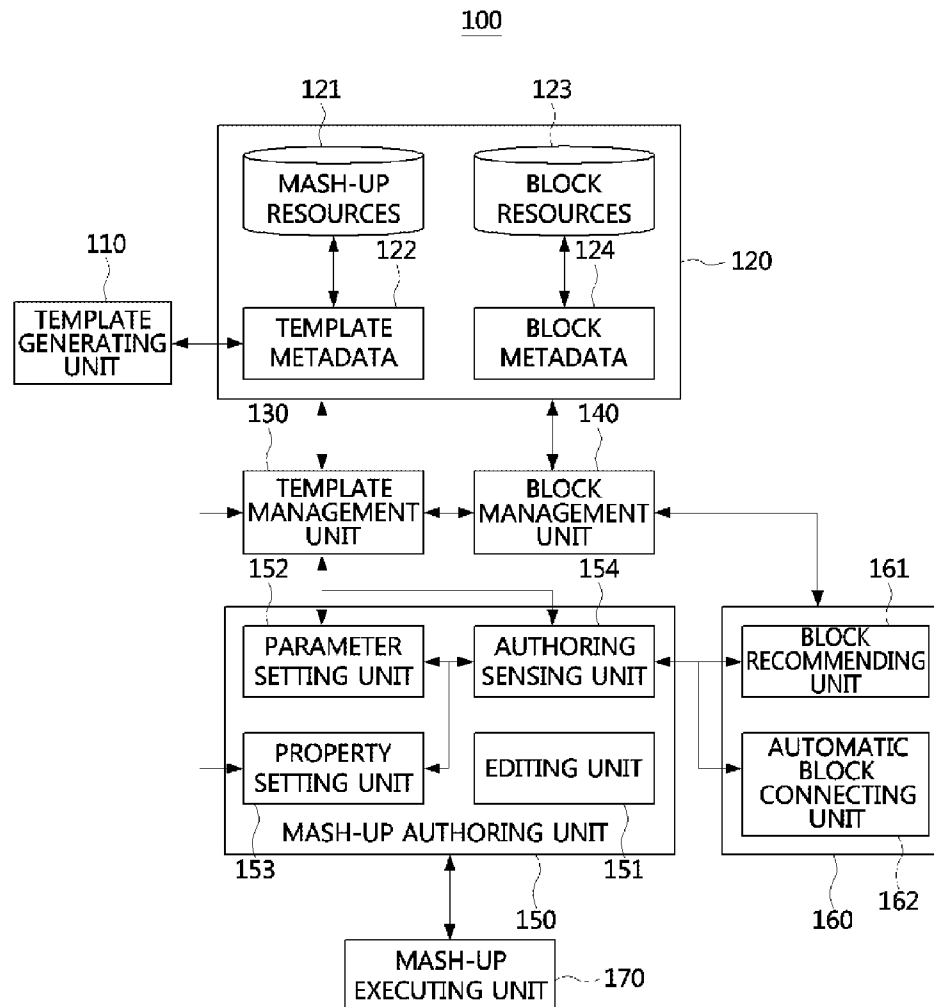 100
121
123
MASH-UP
RESOURCES
BLOCK
RESOURCES
110
122
124
120
TEMPLATE
GENERATING
UNIT
TEMPLATE
METADATA
BLOCK
METADATA
130
140
TEMPLATE
MANAGEMENT
UNIT
BLOCK
MANAGEMENT
UNIT
152
154
161
PARAMETER
SETTING UNIT
AUTHORING
SENSING UNIT
BLOCK
RECOMMENDING
UNIT
PROPERTY
SETTING UNIT
EDITING UNIT
AUTOMATIC
BLOCK
CONNECTING
UNIT
MASH-UP AUTHORING UNIT
153
151
150
160
162
MASH-UP
EXECUTING UNIT
170